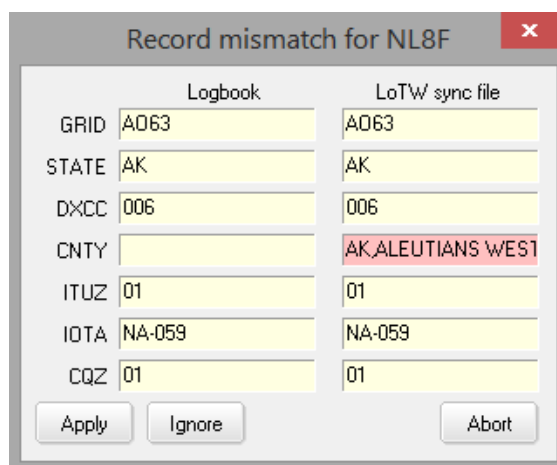 Record mismatch for NL8F x
Logbook LoTW sync file
GRID AO63 AO63
STATE AK AK
DXCC 006 006
CNTY AK,ALEUTIANS WEST
ITUZ 01 01
IOTA NA-059 NA-059
CQZ 01 01
Apply Ignore Abort